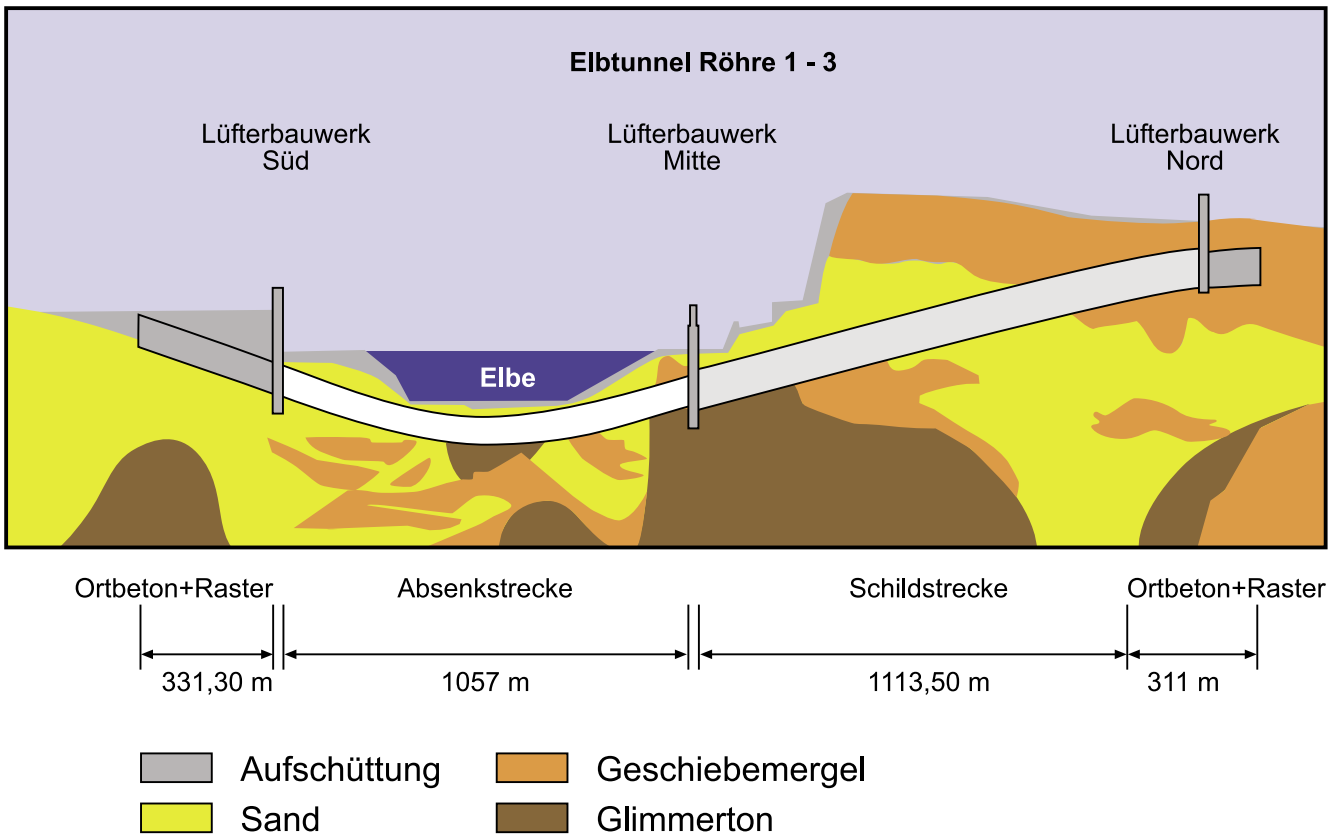 Elbtunnel Röhre 1 - 3
Lüfterbauwerk
Süd
Lüfterbauwerk
Mitte
Lüfterbauwerk
Nord
Elbe
Ortbeton+Raster
Absenkstrecke
Schildstrecke
Ortbeton+Raster
331,30 m
1057 m
1113,50 m
311 m
Aufschüttung
Geschiebemergel
Sand
Glimmerton